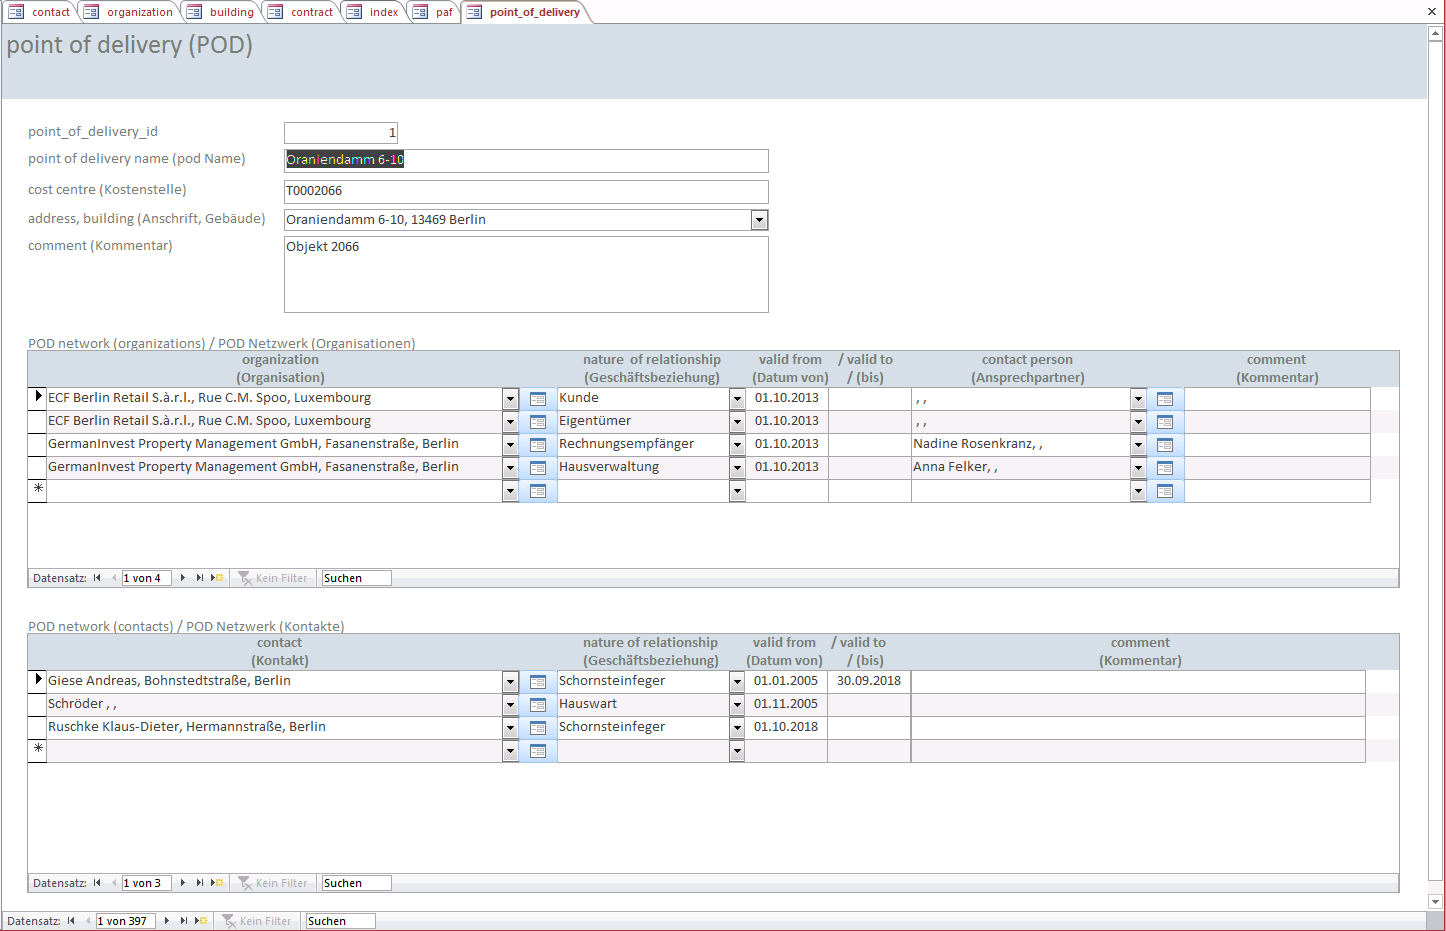 contact organization building contract index paf point_of_delivery
point of delivery (POD)
point_of_delivery_id 1
point of delivery name (pod Name) Oraniendamm 6-10
cost centre (Kostenstelle) T0002066
address, building (Anschrift, Gebäude) Oraniendamm 6-10, 13469 Berlin
comment (Kommentar) Objekt 2066
POD network (organizations) / POD Netzwerk (Organisationen)
organization nature of relationship valid from / valid to contact person comment
(Organisation) (Geschäftsbeziehung) (Datum von) / (bis) (Ansprechpartner) (Kommentar)
ECF Berlin Retail S.à.r.l., Rue C.M. Spoo, Luxembourg Kunde 01.10.2013 , ,
ECF Berlin Retail S.à.r.l., Rue C.M. Spoo, Luxembourg Eigentümer 01.10.2013 , ,
GermanInvest Property Management GmbH, Fasanenstraße, Berlin Rechnungsempfänger 01.10.2013 Nadine Rosenkranz, ,
GermanInvest Property Management GmbH, Fasanenstraße, Berlin Hausverwaltung 01.10.2013 Anna Felker, ,
Datensatz: 1 von 4 Kein Filter Suchen
POD network (contacts) / POD Netzwerk (Kontakte)
contact nature of relationship valid from / valid to comment
(Kontakt) (Geschäftsbeziehung) (Datum von) / (bis) (Kommentar)
Giese Andreas, Bohnstedtstraße, Berlin Schornsteinfeger 01.01.2005 30.09.2018
Schröder , , Hauswart 01.11.2005
Ruschke Klaus-Dieter, Hermannstraße, Berlin Schornsteinfeger 01.10.2018
Datensatz: 1 von 3 Kein Filter Suchen
Datensatz: 1 von 397 Kein Filter Suchen